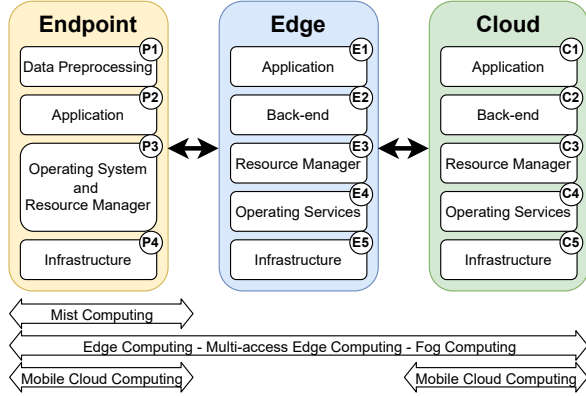 Endpoint
P1
Data Preprocessing
P2
Application
P3
Operating System
and
Resource Manager
P4
Infrastructure
Edge
E1
Application
E2
Back-end
E3
Resource Manager
E4
Operating Services
E5
Infrastructure
Cloud
C1
Application
C2
Back-end
C3
Resource Manager
C4
Operating Services
C5
Infrastructure
Mist Computing
Edge Computing - Multi-access Edge Computing - Fog Computing
Mobile Cloud Computing
Mobile Cloud Computing